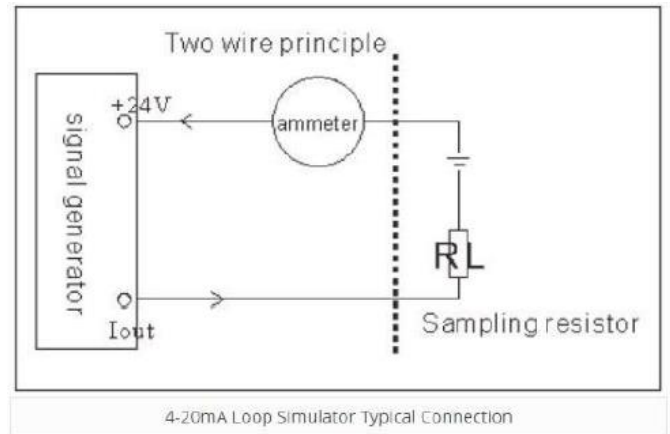 Two wire principle
+24V
ammeter
signal generator
RL
Iout
Sampling resistor
4-20mA Loop Simulator Typical Connection